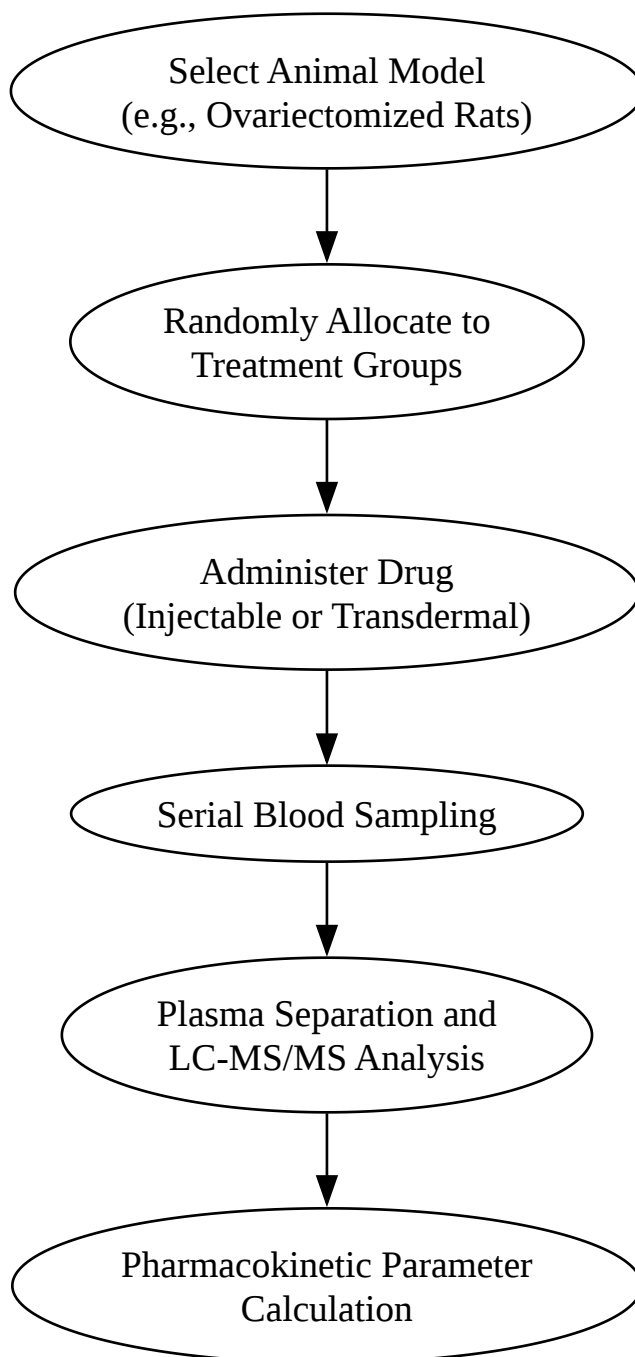 Select Animal Model
(e.g., Ovariectomized Rats)
Randomly Allocate to
Treatment Groups
Administer Drug
(Injectable or Transdermal)
Serial Blood Sampling
Plasma Separation and
LC-MS/MS Analysis
Pharmacokinetic Parameter
Calculation